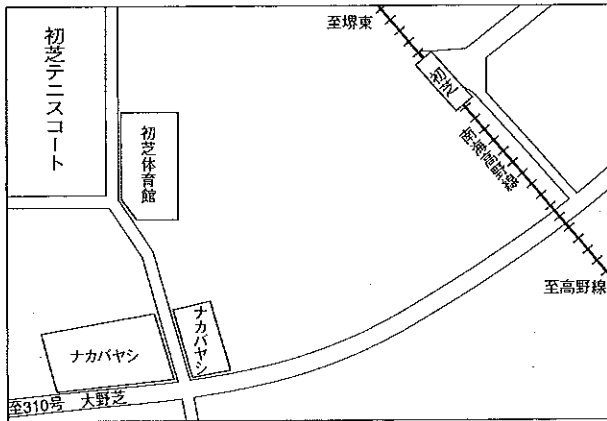 至堺東
初芝テニスコート
初芝
初芝体育館
南海高野線
至高野線
ナカバヤシ
ナカバヤシ
至310号 大野芝